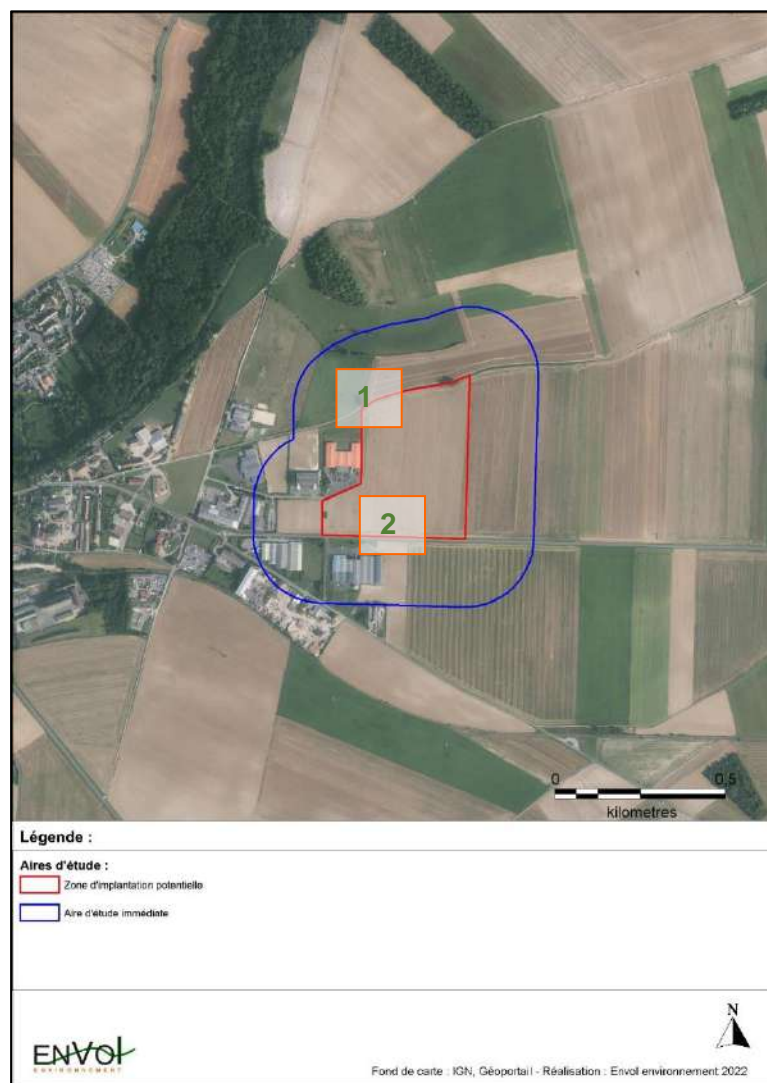 1
2
0 0,5
kilometres
Légende :
Aires d'étude :
Zone d'implantation potentielle
Aire d'étude immédiate
N
ENVOL
ENVIRONNEMENT
Fond de carte : IGN, Géoportail - Réalisation : Envol environnement 2022